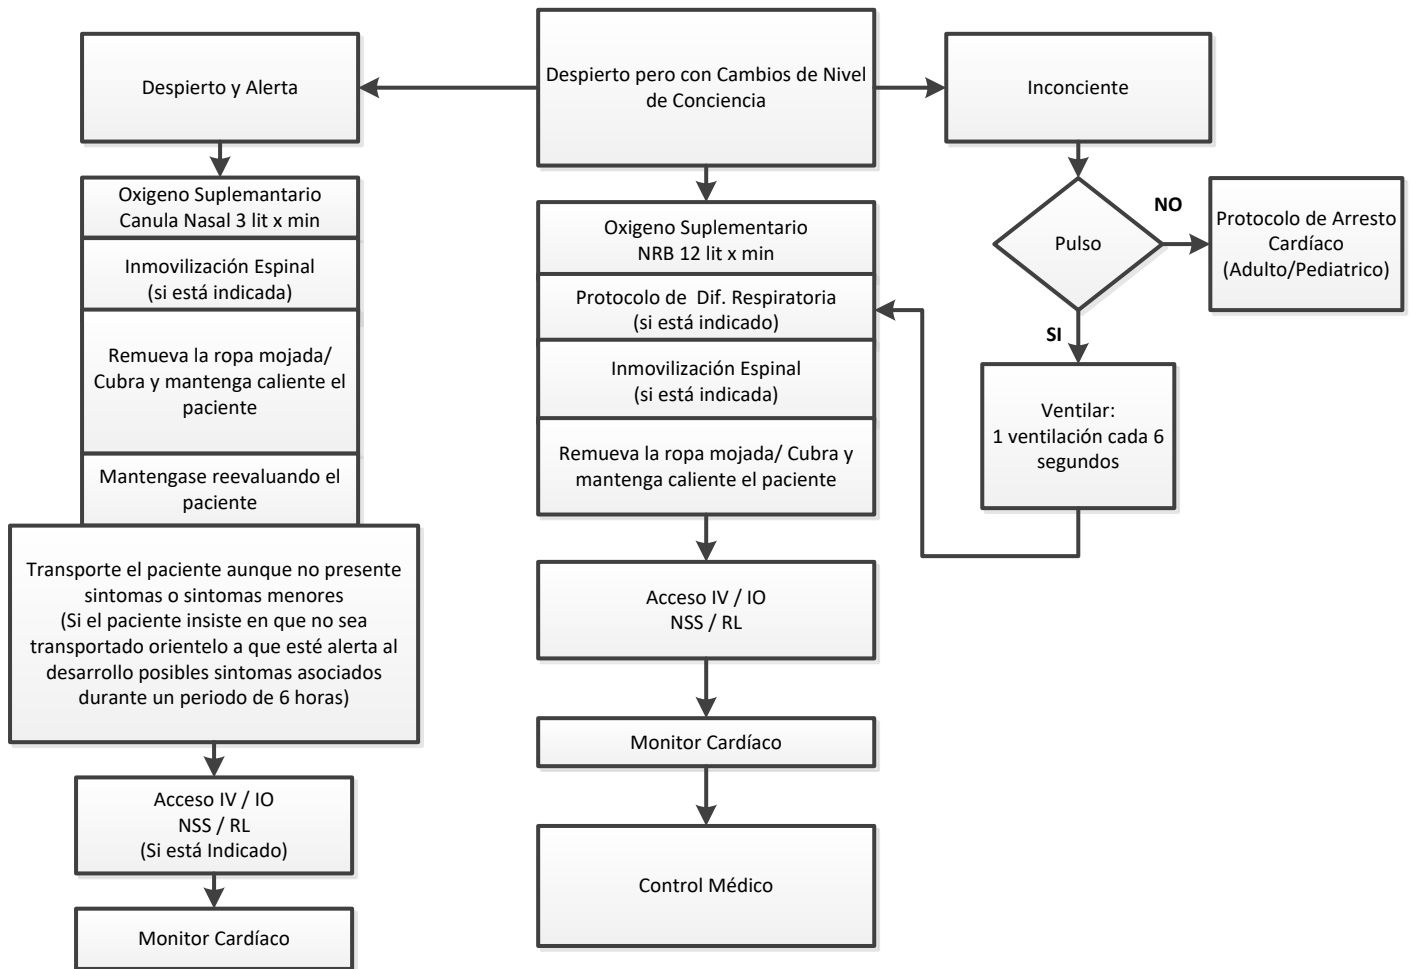 Despierto y Alerta
Oxigeno Suplemantario
Canula Nasal 3 lit x min
Inmovilización Espinal
(si está indicada)
Remueva la ropa mojada/
Cubra y mantenga caliente el
paciente
Mantengase reevaluando el
paciente
Transporte el paciente aunque no presente
sintomas o sintomas menores
(Si el paciente insiste en que no sea
transportado orientelo a que esté alerta al
desarrollo posibles sintomas asociados
durante un periodo de 6 horas)
Acceso IV / IO
NSS / RL
(Si está Indicado)
Monitor Cardíaco
Despierto pero con Cambios de Nivel
de Conciencia
Oxigeno Suplementario
NRB 12 lit x min
Protocolo de Dif. Respiratoria
(si está indicado)
Inmovilización Espinal
(si está indicada)
Remueva la ropa mojada/ Cubra y
mantenga caliente el paciente
Acceso IV / IO
NSS / RL
Monitor Cardíaco
Control Médico
Inconciente
Pulso
NO
Protocolo de Arresto
Cardíaco
(Adulto/Pediatrico)
SI
Ventilar:
1 ventilación cada 6
segundos